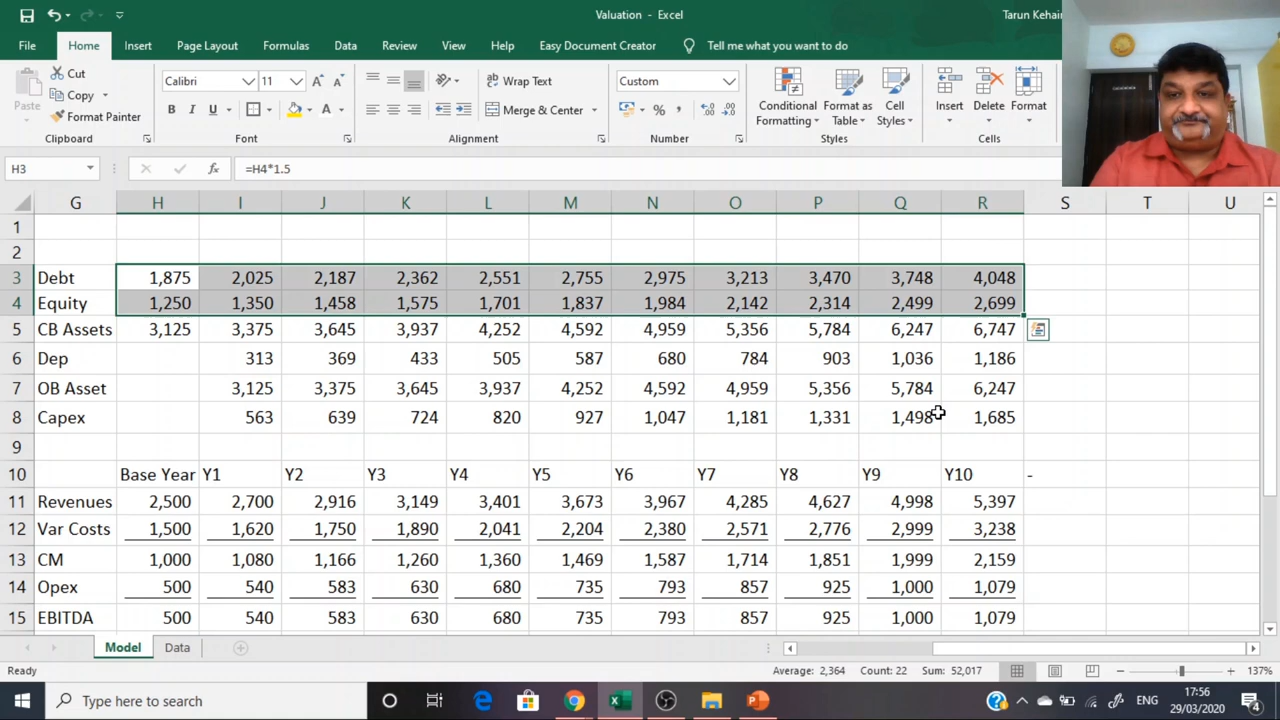 Valuation - Excel
Tarun Kehair
File Home Insert Page Layout Formulas Data Review View Help Easy Document Creator Tell me what you want to do
Paste
Cut
Copy
Format Painter
Calibri 11
B I U
Wrap Text
Merge & Center
Custom
Conditional Formatting
Format as Table
Cell Styles
Insert
Delete
Format
Clipboard Font Alignment Number Styles Cells
H3 fx =H4*1.5
G H I J K L M N O P Q R S T U
1
2
3 Debt 1,875 2,025 2,187 2,362 2,551 2,755 2,975 3,213 3,470 3,748 4,048
4 Equity 1,250 1,350 1,458 1,575 1,701 1,837 1,984 2,142 2,314 2,499 2,699
5 CB Assets 3,125 3,375 3,645 3,937 4,252 4,592 4,959 5,356 5,784 6,247 6,747
6 Dep 313 369 433 505 587 680 784 903 1,036 1,186
7 OB Asset 3,125 3,375 3,645 3,937 4,252 4,592 4,959 5,356 5,784 6,247
8 Capex 563 639 724 820 927 1,047 1,181 1,331 1,498 1,685
9
10 Base Year Y1 Y2 Y3 Y4 Y5 Y6 Y7 Y8 Y9 Y10 -
11 Revenues 2,500 2,700 2,916 3,149 3,401 3,673 3,967 4,285 4,627 4,998 5,397
12 Var Costs 1,500 1,620 1,750 1,890 2,041 2,204 2,380 2,571 2,776 2,999 3,238
13 CM 1,000 1,080 1,166 1,260 1,360 1,469 1,587 1,714 1,851 1,999 2,159
14 Opex 500 540 583 630 680 735 793 857 925 1,000 1,079
15 EBITDA 500 540 583 630 680 735 793 857 925 1,000 1,079
Model Data
Ready Average: 2,364 Count: 22 Sum: 52,017 137%
Type here to search
ENG
17:56
29/03/2020
4